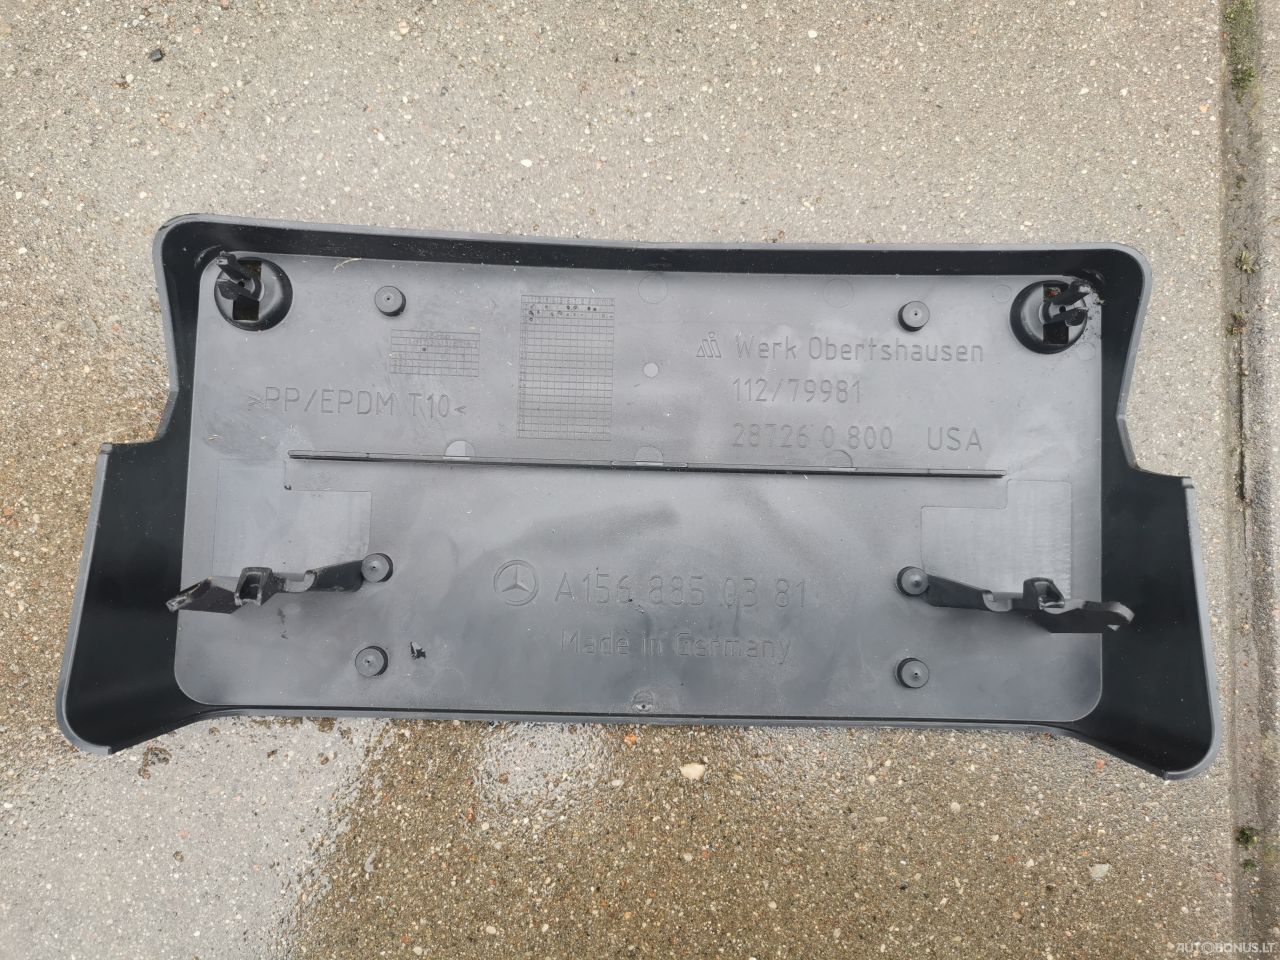 Werk Obertshausen
112/79981
>PP/EPDM T10<
28726 0 800 USA
A 156 885 03 81
Made in Germany
AUTOBONUS.LT